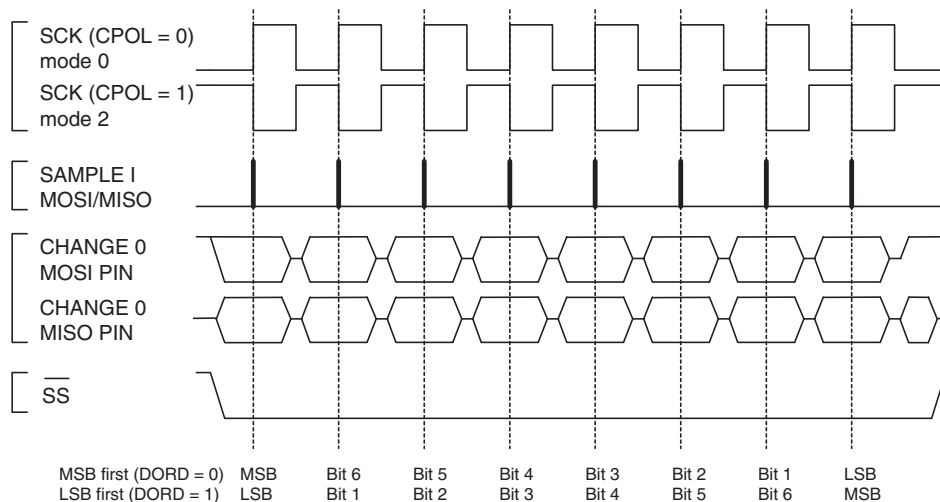 SCK (CPOL = 0)
mode 0
SCK (CPOL = 1)
mode 2
SAMPLE I
MOSI/MISO
CHANGE 0
MOSI PIN
CHANGE 0
MISO PIN
SS
MSB first (DORD = 0) MSB Bit 6 Bit 5 Bit 4 Bit 3 Bit 2 Bit 1 LSB
LSB first (DORD = 1) LSB Bit 1 Bit 2 Bit 3 Bit 4 Bit 5 Bit 6 MSB